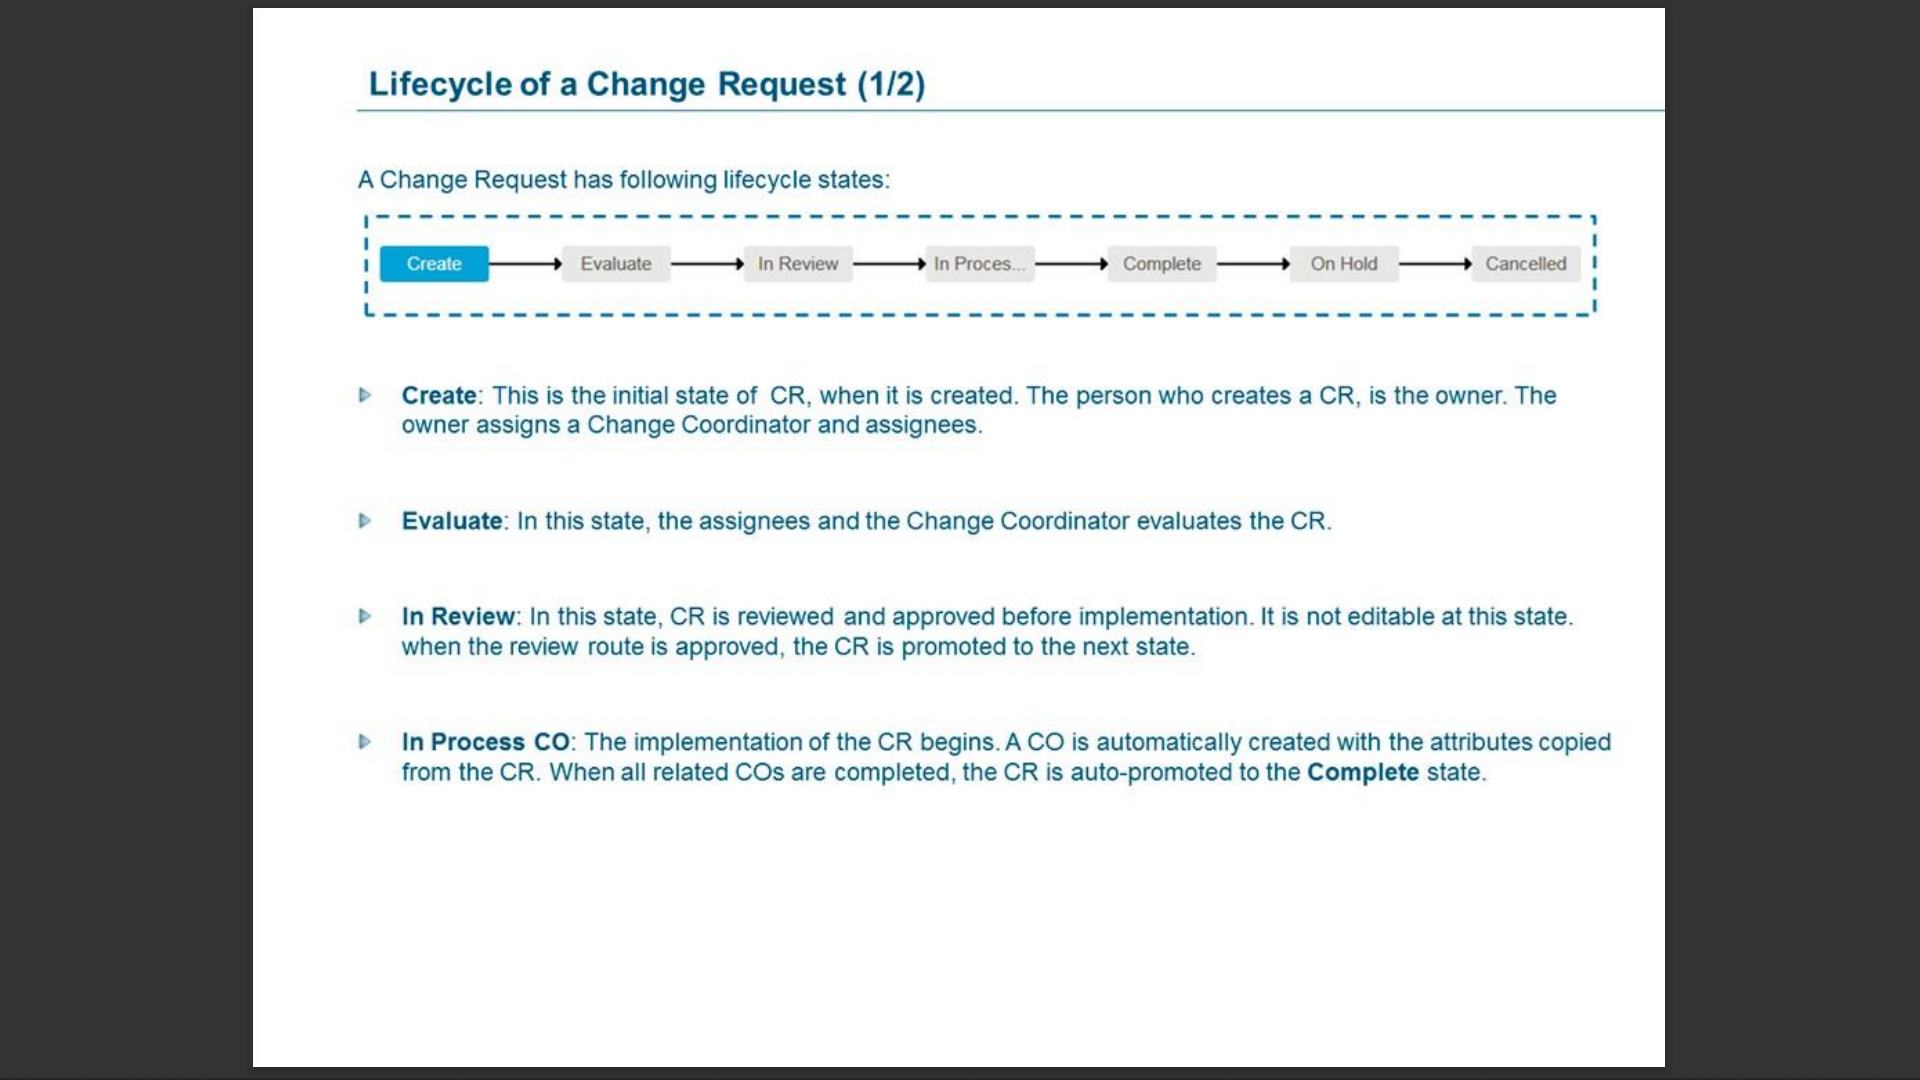 Lifecycle of a Change Request (1/2)
A Change Request has following lifecycle states:
Create
Evaluate
In Review
In Proces...
Complete
On Hold
Cancelled
Create: This is the initial state of CR, when it is created. The person who creates a CR, is the owner. The
owner assigns a Change Coordinator and assignees.
Evaluate: In this state, the assignees and the Change Coordinator evaluates the CR.
In Review: In this state, CR is reviewed and approved before implementation. It is not editable at this state.
when the review route is approved, the CR is promoted to the next state.
In Process CO: The implementation of the CR begins. A CO is automatically created with the attributes copied
from the CR. When all related COs are completed, the CR is auto-promoted to the Complete state.